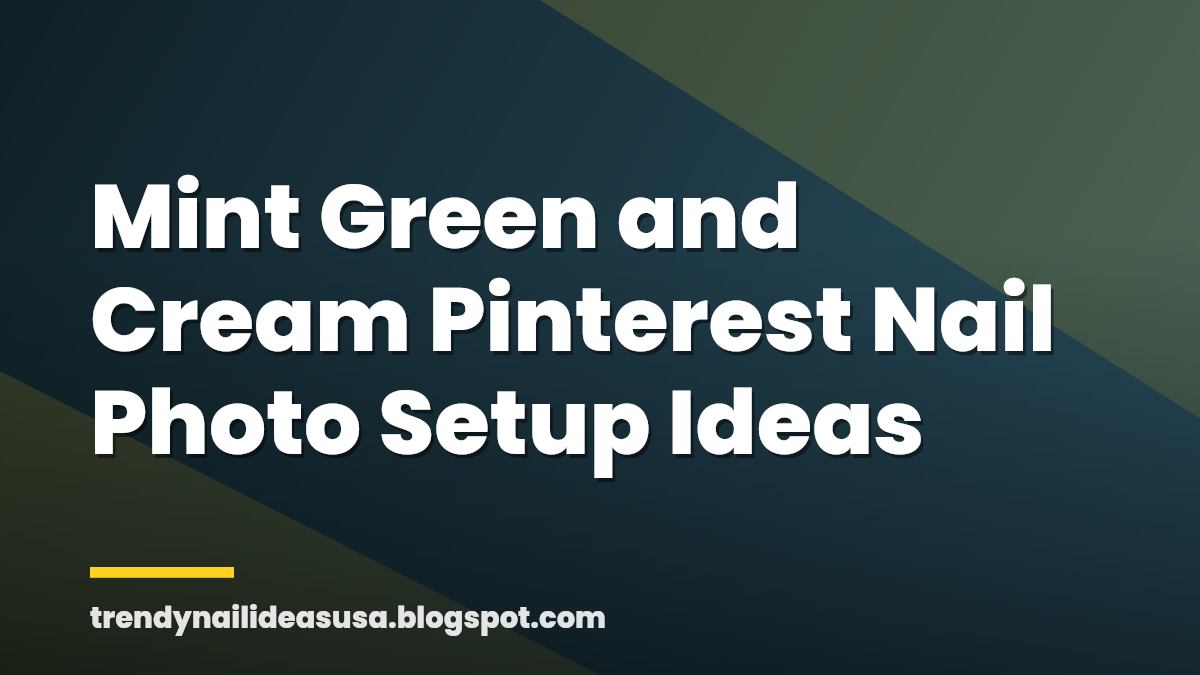 Mint Green and
Cream Pinterest Nail
Photo Setup Ideas
trendynailideasusa.blogspot.com